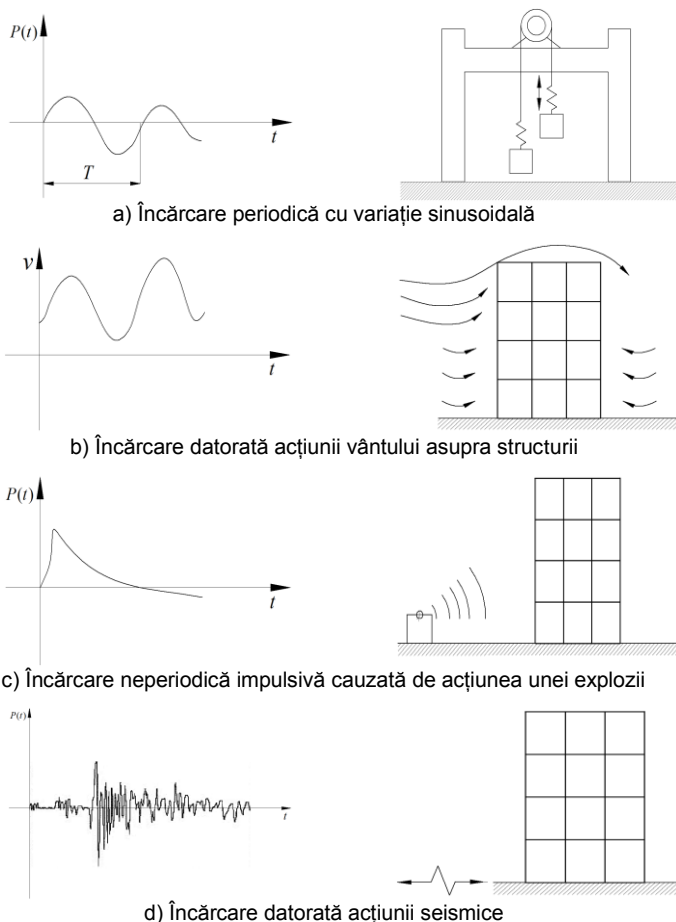 P(t)
t
T
a) Încărcare periodică cu variație sinusoidală
v
t
b) Încărcare datorată acțiunii vântului asupra structurii
P(t)
t
c) Încărcare neperiodică impulsivă cauzată de acțiunea unei explozii
P(t)
t
d) Încărcare datorată acțiunii seismice